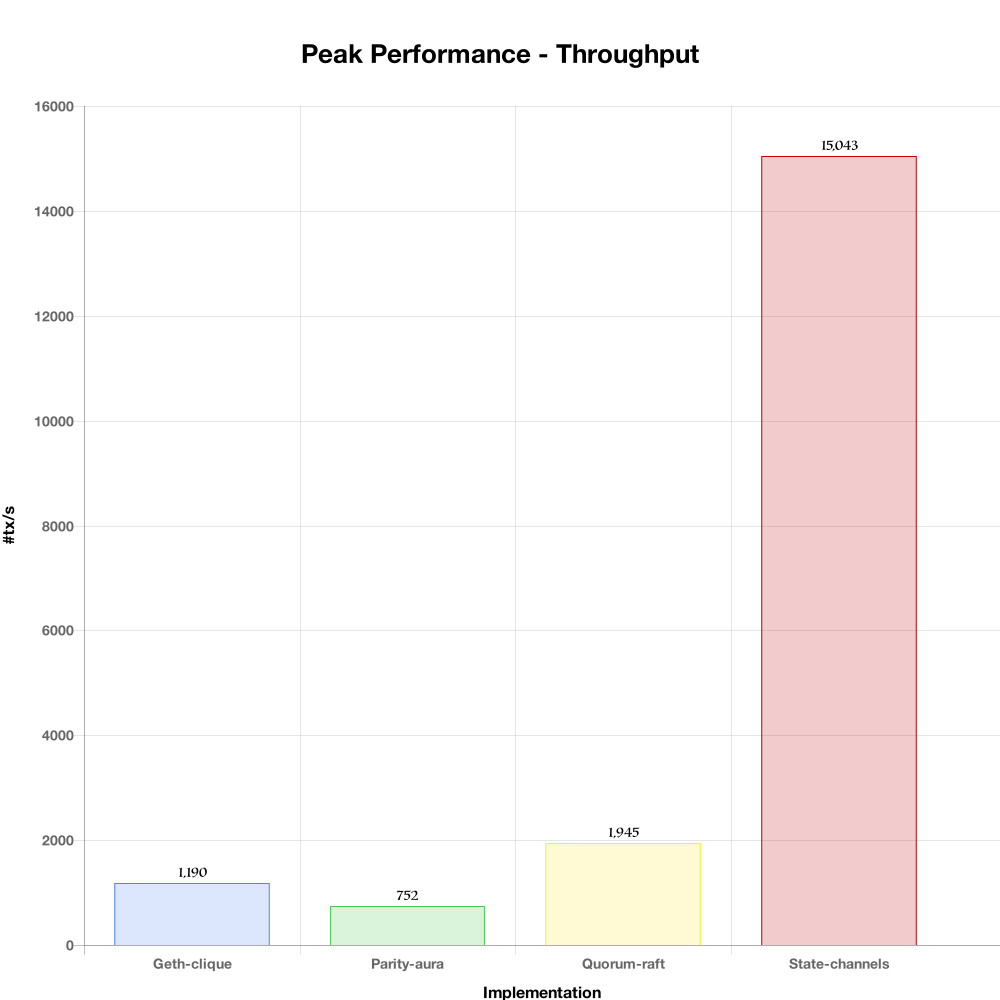 Peak Performance - Throughput
16000
14000
12000
10000
8000
6000
4000
2000
0
#tx/s
1,190
752
1,945
15,043
Geth-clique
Parity-aura
Quorum-raft
State-channels
Implementation